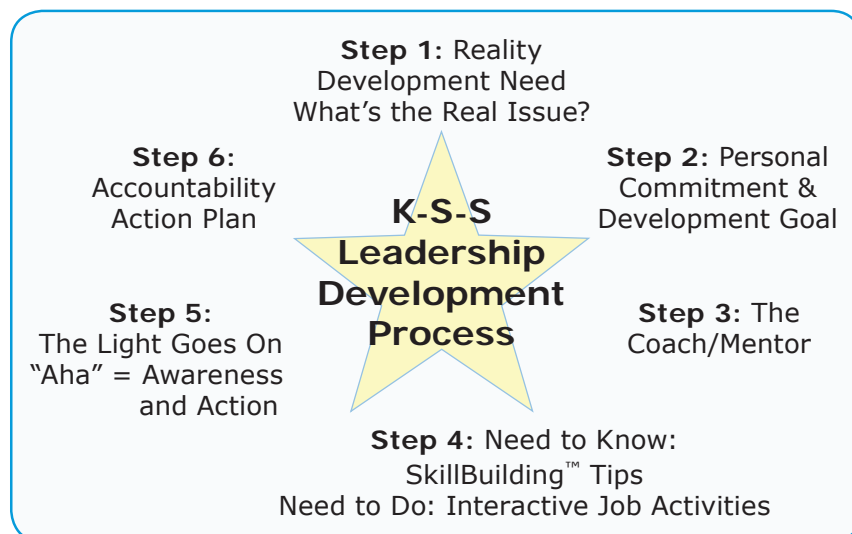 Step 1: Reality
Development Need
What's the Real Issue?
Step 2: Personal
Commitment &
Development Goal
Step 3: The
Coach/Mentor
Step 4: Need to Know:
SkillBuilding™ Tips
Need to Do: Interactive Job Activities
Step 5:
The Light Goes On
“Aha” = Awareness
and Action
Step 6:
Accountability
Action Plan
K-S-S
Leadership
Development
Process